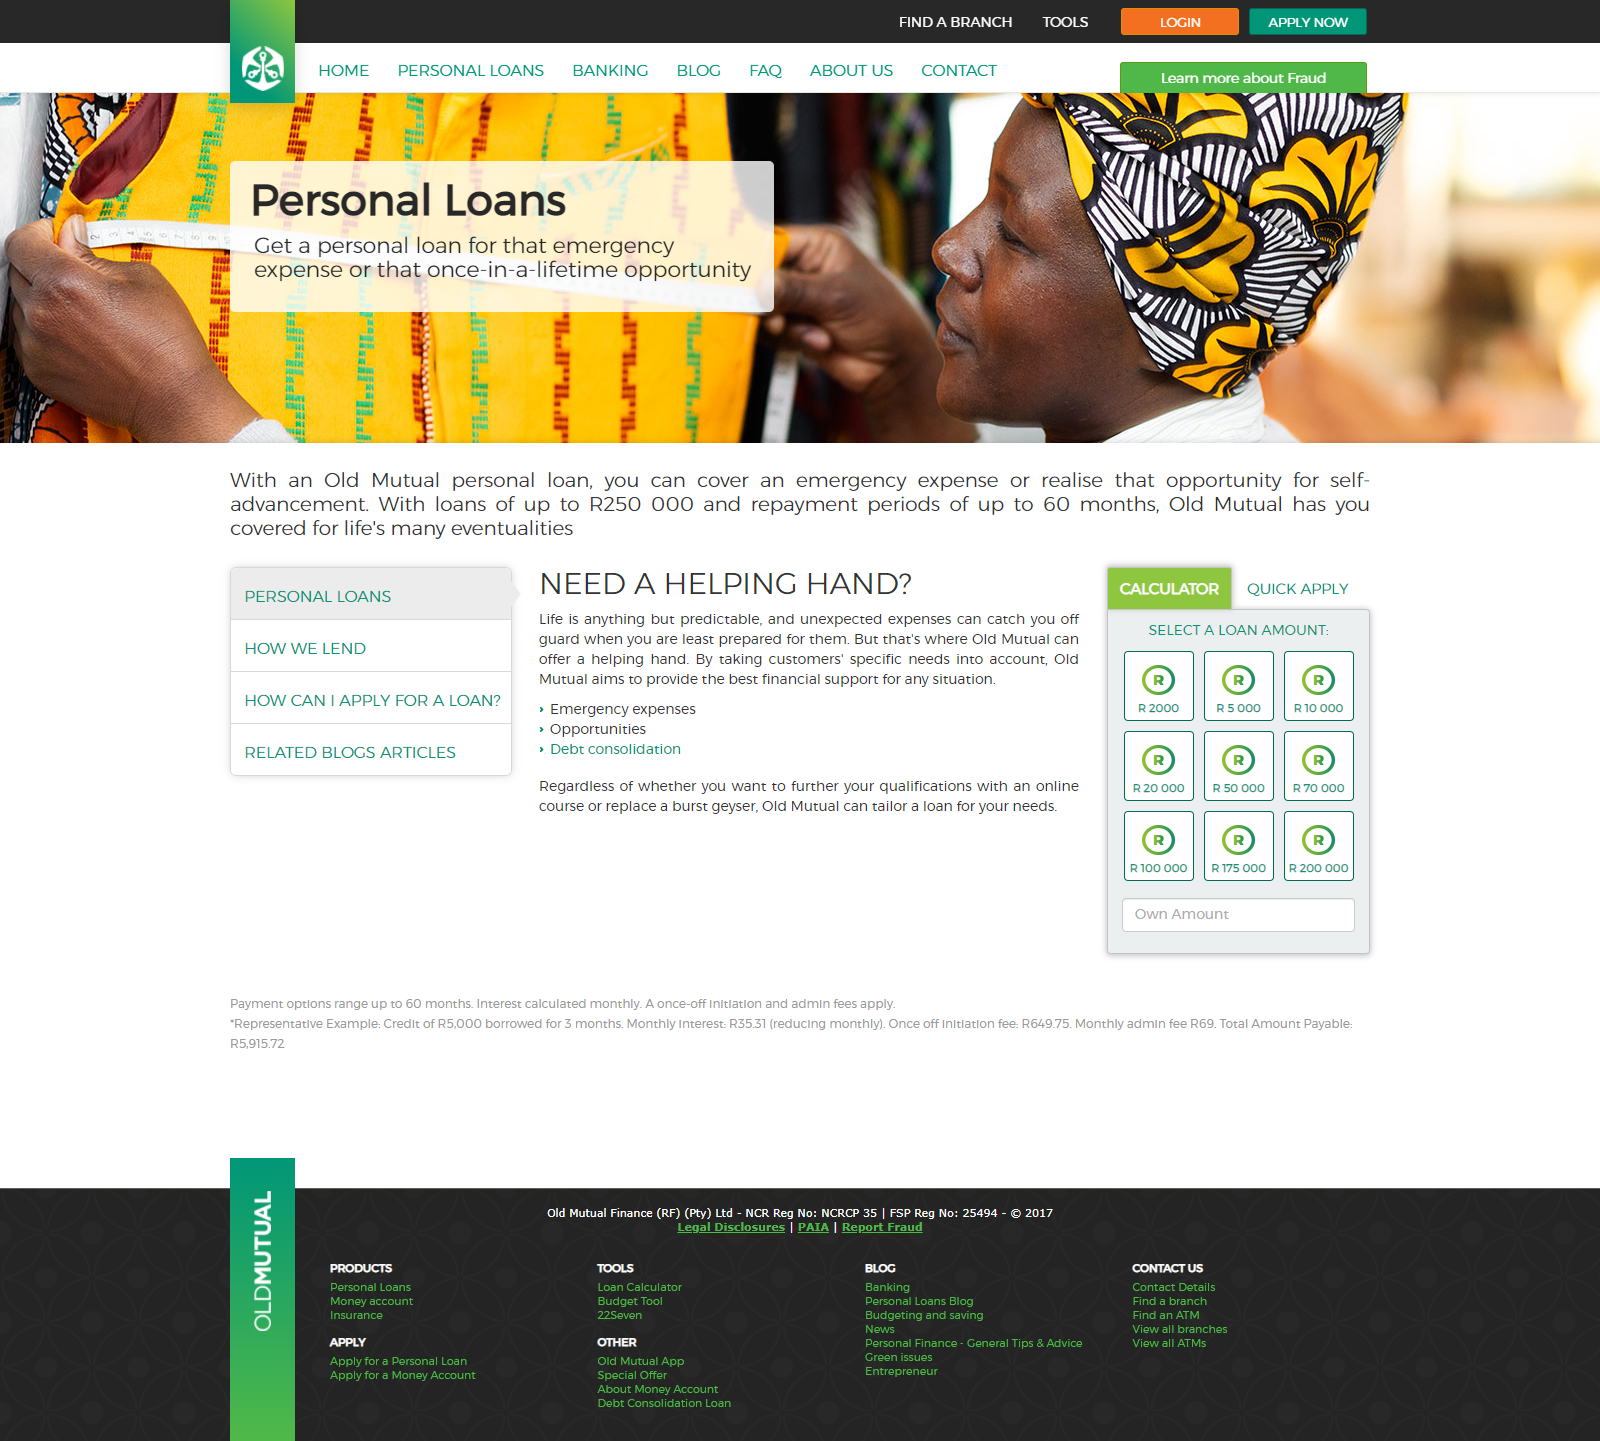 FIND A BRANCH TOOLS LOGIN APPLY NOW
HOME PERSONAL LOANS BANKING BLOG FAQ ABOUT US CONTACT Learn more about Fraud
Personal Loans
Get a personal loan for that emergency
expense or that once-in-a-lifetime opportunity
With an Old Mutual personal loan, you can cover an emergency expense or realise that opportunity for self-
advancement. With loans of up to R250 000 and repayment periods of up to 60 months, Old Mutual has you
covered for life's many eventualities
PERSONAL LOANS
HOW WE LEND
HOW CAN I APPLY FOR A LOAN?
RELATED BLOGS ARTICLES
NEED A HELPING HAND?
Life is anything but predictable, and unexpected expenses can catch you off
guard when you are least prepared for them. But that's where Old Mutual can
offer a helping hand. By taking customers' specific needs into account, Old
Mutual aims to provide the best financial support for any situation.
› Emergency expenses
› Opportunities
› Debt consolidation
Regardless of whether you want to further your qualifications with an online
course or replace a burst geyser, Old Mutual can tailor a loan for your needs.
CALCULATOR QUICK APPLY
SELECT A LOAN AMOUNT:
R R R
R 2000 R 5 000 R 10 000
R R R
R 20 000 R 50 000 R 70 000
R R R
R 100 000 R 175 000 R 200 000
Own Amount
Payment options range up to 60 months. Interest calculated monthly. A once-off initiation and admin fees apply.
*Representative Example: Credit of R5,000 borrowed for 3 months. Monthly interest: R35.31 (reducing monthly). Once off initiation fee: R649.75. Monthly admin fee R69. Total Amount Payable:
R5,915.72
OLDMUTUAL
Old Mutual Finance (RF) (Pty) Ltd - NCR Reg No: NCRCP 35 | FSP Reg No: 25494 - © 2017
Legal Disclosures | PAIA | Report Fraud
PRODUCTS
Personal Loans
Money account
Insurance
APPLY
Apply for a Personal Loan
Apply for a Money Account
TOOLS
Loan Calculator
Budget Tool
22Seven
OTHER
Old Mutual App
Special Offer
About Money Account
Debt Consolidation Loan
BLOG
Banking
Personal Loans Blog
Budgeting and saving
News
Personal Finance - General Tips & Advice
Green issues
Entrepreneur
CONTACT US
Contact Details
Find a branch
Find an ATM
View all branches
View all ATMs